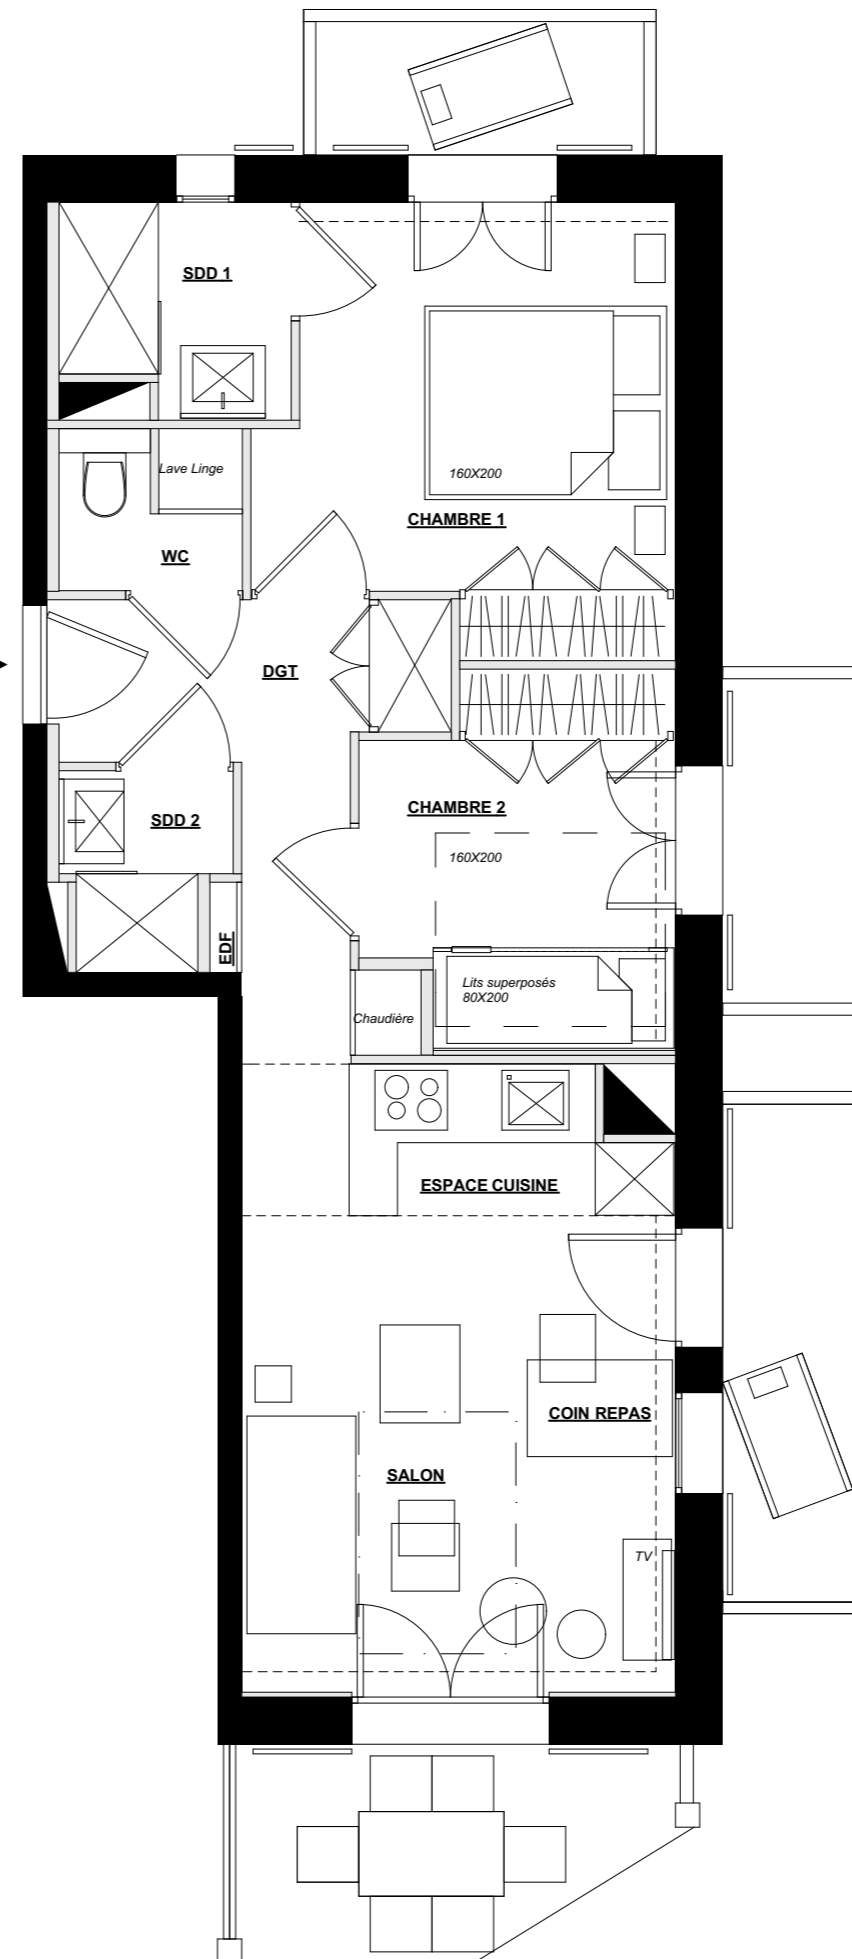 SDD 1
Lave Linge
160X200
CHAMBRE 1
WC
DGT
CHAMBRE 2
SDD 2
160X200
EDF
Lits superposés
80X200
Chaudière
ESPACE CUISINE
COIN REPAS
SALON
TV